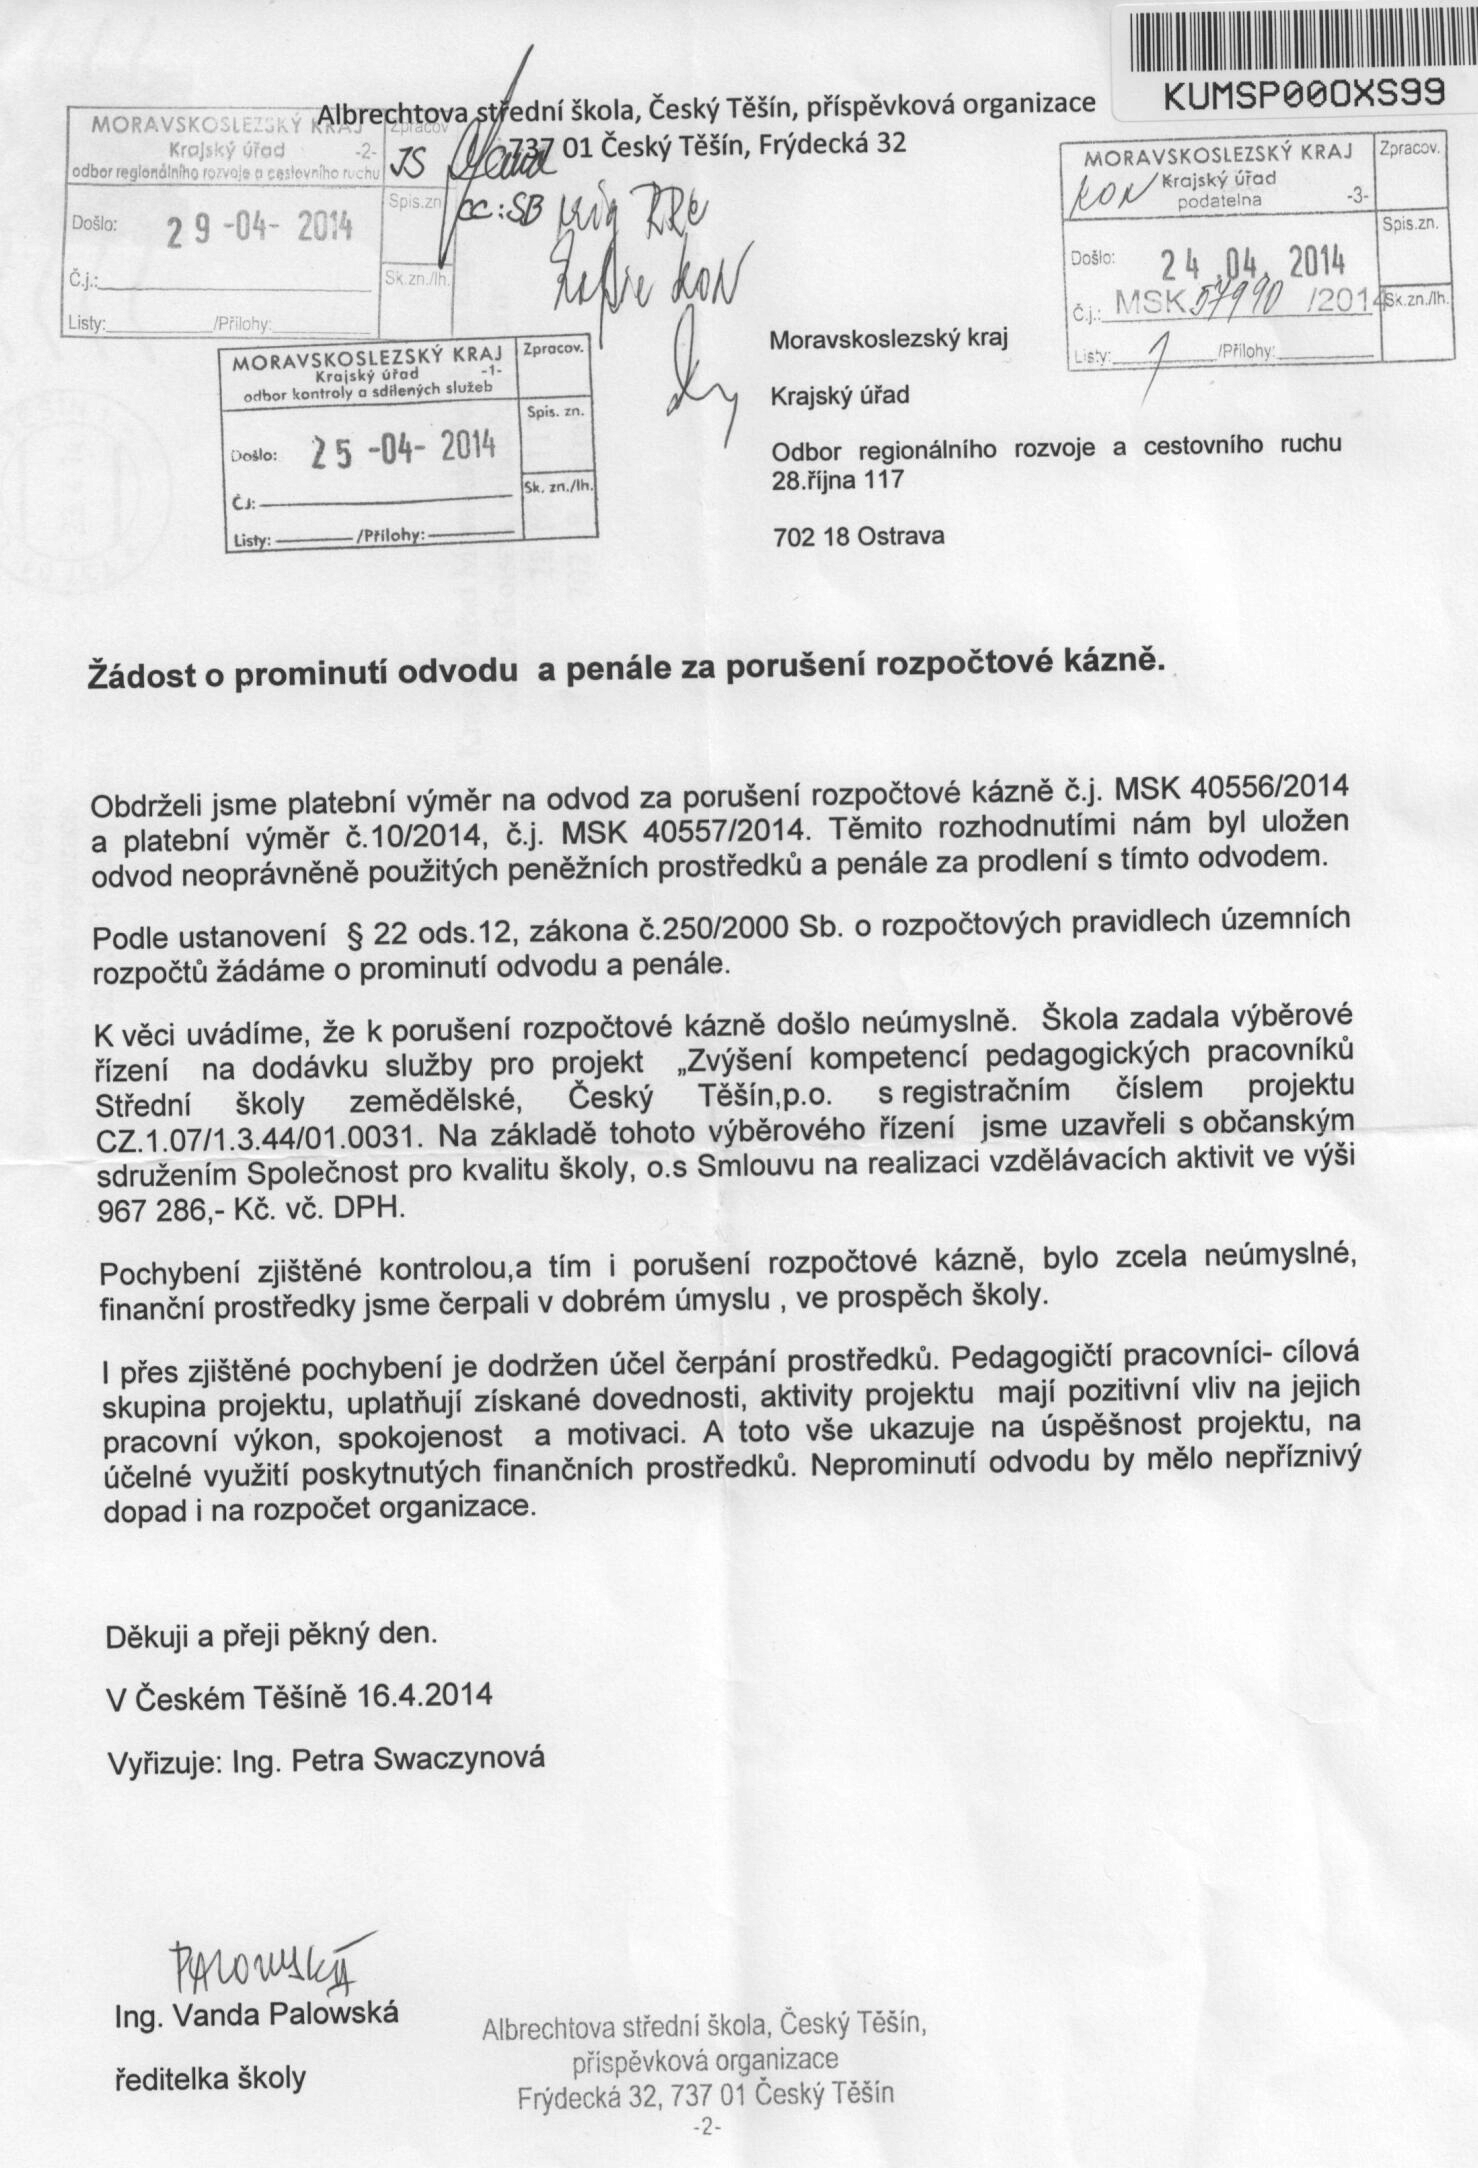 KUMSP00OXS99
Albrechtova střední škola, Český Těšín, příspěvková organizace
737 01 Český Těšín, Frýdecká 32
MORAVSKOSLEZSKÝ KRAJ
Krajský úřad -2-
odbor regionálního rozvoje a cestovního ruchu
Zpracov
JS
Spis.zn
Došlo: 29 -04- 2014
Č.j.:
Sk.zn./lh.
Listy: /Přílohy:
cc: SB
KON
MORAVSKOSLEZSKÝ KRAJ
Krajský úřad
podatelna -3-
KON
Zpracov.
Spis.zn.
Došlo: 24 .04. 2014
Č.j.: MSK 57990 /2014
Sk.zn./lh.
Listy: 1 /Přílohy:
MORAVSKOSLEZSKÝ KRAJ
Krajský úřad -1-
odbor kontroly a sdílených služeb
Zpracov.
Spis. zn.
Došlo: 25 -04- 2014
ČJ:
Sk. zn./lh.
Listy: /Přílohy:
Moravskoslezský kraj
Krajský úřad
Odbor regionálního rozvoje a cestovního ruchu
28.října 117
702 18 Ostrava
Žádost o prominutí odvodu a penále za porušení rozpočtové kázně.
Obdrželi jsme platební výměr na odvod za porušení rozpočtové kázně č.j. MSK 40556/2014
a platební výměr č.10/2014, č.j. MSK 40557/2014. Těmito rozhodnutími nám byl uložen
odvod neoprávněně použitých peněžních prostředků a penále za prodlení s tímto odvodem.
Podle ustanovení § 22 ods.12, zákona č.250/2000 Sb. o rozpočtových pravidlech územních
rozpočtů žádáme o prominutí odvodu a penále.
K věci uvádíme, že k porušení rozpočtové kázně došlo neúmyslně. Škola zadala výběrové
řízení na dodávku služby pro projekt „Zvýšení kompetencí pedagogických pracovníků
Střední školy zemědělské, Český Těšín,p.o. s registračním číslem projektu
CZ.1.07/1.3.44/01.0031. Na základě tohoto výběrového řízení jsme uzavřeli s občanským
sdružením Společnost pro kvalitu školy, o.s Smlouvu na realizaci vzdělávacích aktivit ve výši
967 286,- Kč. vč. DPH.
Pochybení zjištěné kontrolou,a tím i porušení rozpočtové kázně, bylo zcela neúmyslné,
finanční prostředky jsme čerpali v dobrém úmyslu , ve prospěch školy.
I přes zjištěné pochybení je dodržen účel čerpání prostředků. Pedagogičtí pracovníci- cílová
skupina projektu, uplatňují získané dovednosti, aktivity projektu mají pozitivní vliv na jejich
pracovní výkon, spokojenost a motivaci. A toto vše ukazuje na úspěšnost projektu, na
účelné využití poskytnutých finančních prostředků. Neprominutí odvodu by mělo nepříznivý
dopad i na rozpočet organizace.
Děkuji a přeji pěkný den.
V Českém Těšíně 16.4.2014
Vyřizuje: Ing. Petra Swaczynová
PALOWSKÁ
Ing. Vanda Palowská
ředitelka školy
Albrechtova střední škola, Český Těšín,
příspěvková organizace
Frýdecká 32, 737 01 Český Těšín
-2-